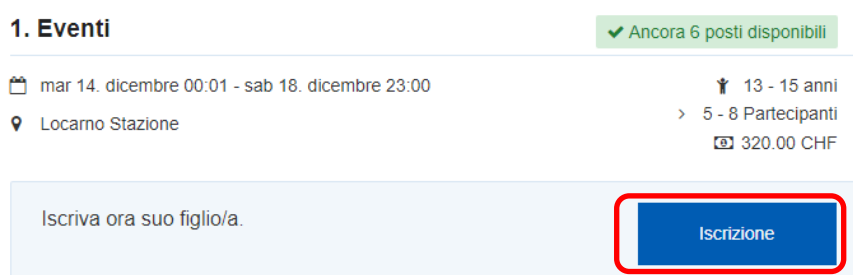 1. Eventi
Ancora 6 posti disponibili
mar 14. dicembre 00:01 - sab 18. dicembre 23:00
13 - 15 anni
5 - 8 Partecipanti
Locarno Stazione
320.00 CHF
Iscriva ora suo figlio/a.
Iscrizione